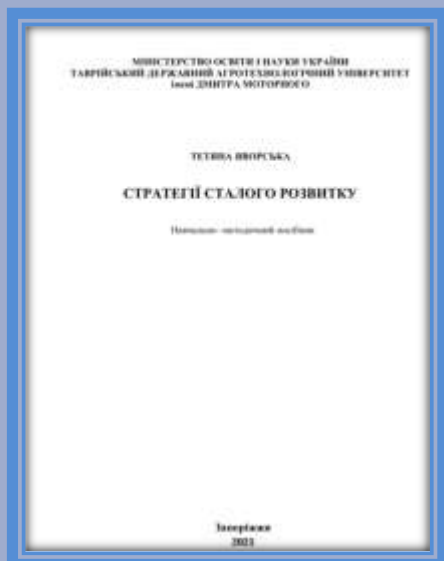 МІНІСТЕРСТВО ОСВІТИ І НАУКИ УКРАЇНИ
ТАВРІЙСЬКИЙ ДЕРЖАВНИЙ АГРОТЕХНОЛОГІЧНИЙ УНІВЕРСИТЕТ
імені ДМИТРА МОТОРНОГО
ТЕТЯНА ЯВОРСЬКА
СТРАТЕГІЇ СТАЛОГО РОЗВИТКУ
Навчально-методичний посібник
Запоріжжя
2021